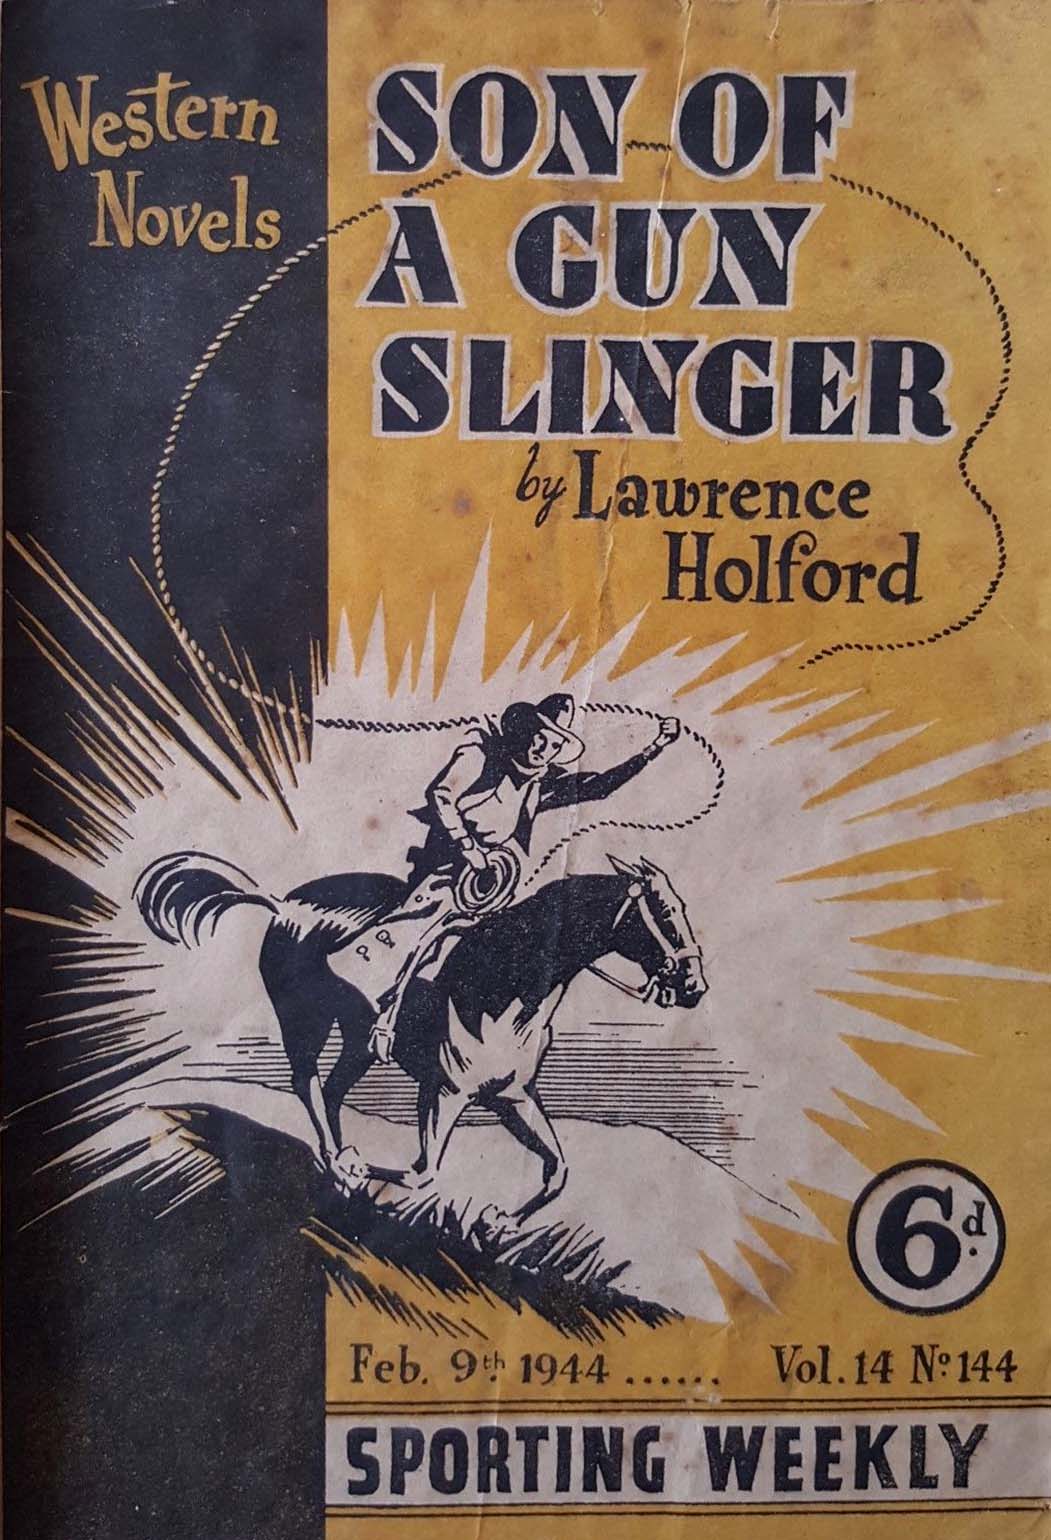 Western
Novels
SON OF
A GUN
SLINGER
by Lawrence
Holford
6d.
Feb. 9th. 1944 ...... Vol. 14 No. 144
SPORTING WEEKLY